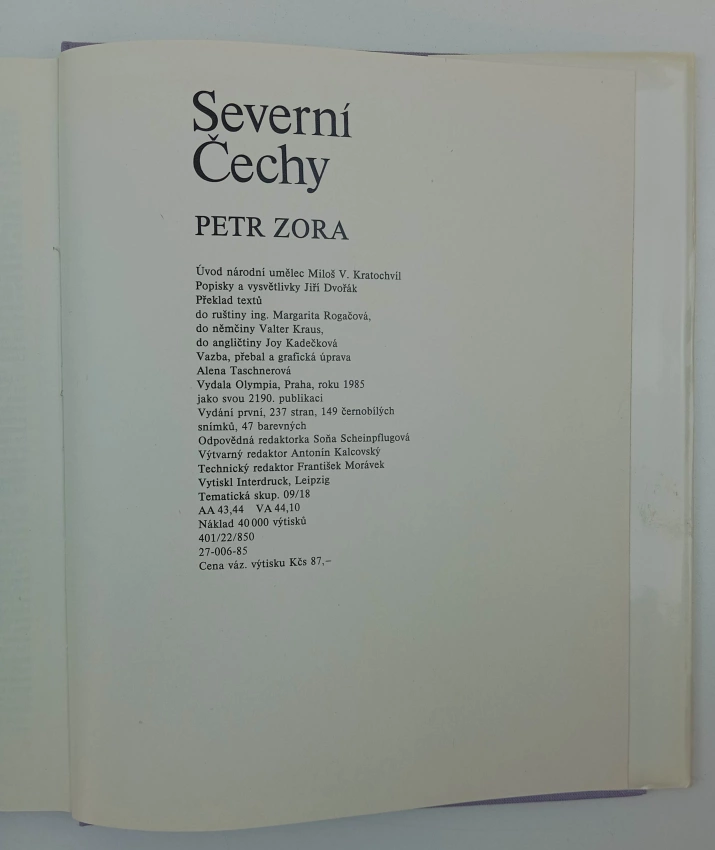 Severní
Čechy
PETR ZORA
Úvod národní umělec Miloš V. Kratochvíl
Popisky a vysvětlivky Jiří Dvořák
Překlad textů
do ruštiny ing. Margarita Rogačová,
do němčiny Valter Kraus,
do angličtiny Joy Kadečková
Vazba, přebal a grafická úprava
Alena Taschnerová
Vydala Olympia, Praha, roku 1985
jako svou 2190. publikaci
Vydání první, 237 stran, 149 černobílých
snímků, 47 barevných
Odpovědná redaktorka Soňa Scheinpflugová
Výtvarný redaktor Antonín Kalcovský
Technický redaktor František Morávek
Vytiskl Interdruck, Leipzig
Tematická skup. 09/18
AA 43,44 VA 44,10
Náklad 40 000 výtisků
401/22/850
27-006-85
Cena váz. výtisku Kčs 87,–